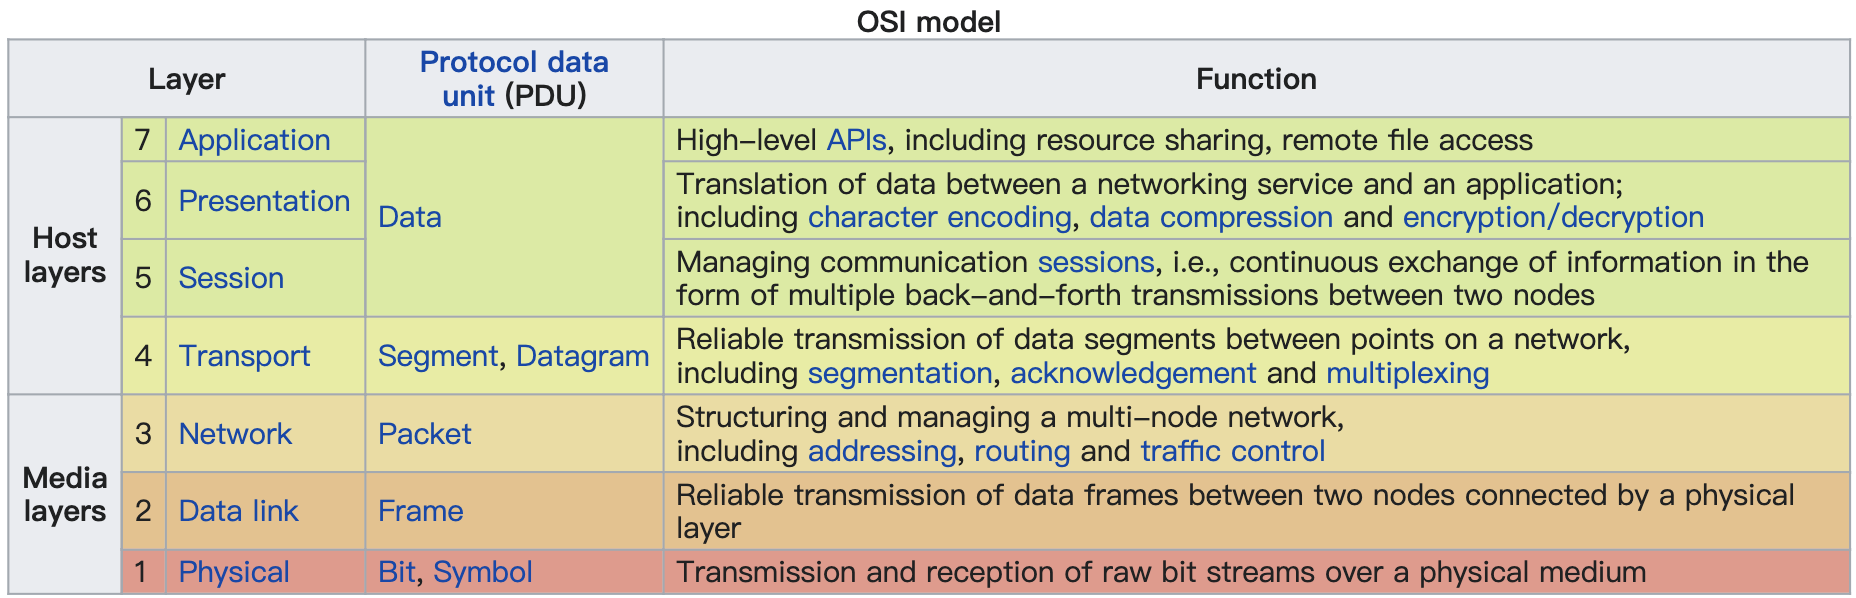 OSI model
Layer
Protocol data
unit (PDU)
Function
Host
layers
7
Application
Data
High–level APIs, including resource sharing, remote file access
6
Presentation
Translation of data between a networking service and an application;
including character encoding, data compression and encryption/decryption
5
Session
Managing communication sessions, i.e., continuous exchange of information in the
form of multiple back–and–forth transmissions between two nodes
4
Transport
Segment, Datagram
Reliable transmission of data segments between points on a network,
including segmentation, acknowledgement and multiplexing
Media
layers
3
Network
Packet
Structuring and managing a multi–node network,
including addressing, routing and traffic control
2
Data link
Frame
Reliable transmission of data frames between two nodes connected by a physical
layer
1
Physical
Bit, Symbol
Transmission and reception of raw bit streams over a physical medium